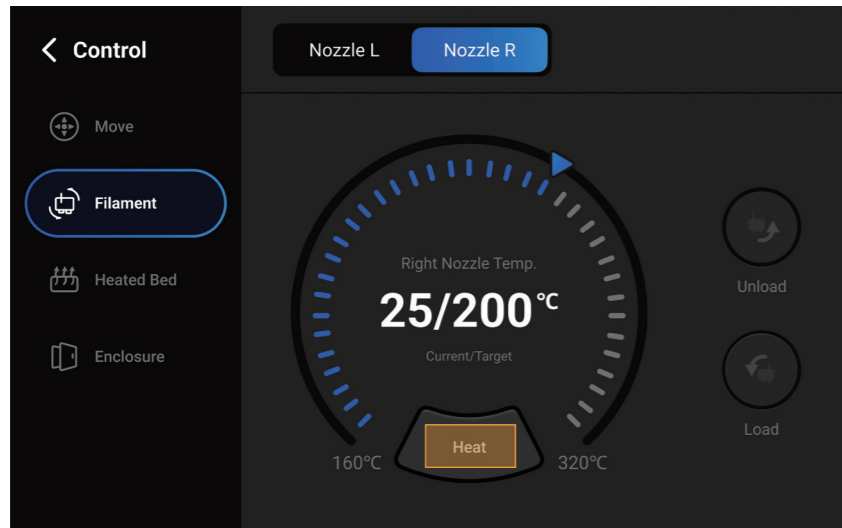 Control
Nozzle L
Nozzle R
Move
Filament
Heated Bed
Enclosure
Right Nozzle Temp.
25/200℃
Current/Target
Heat
160℃
320℃
Unload
Load